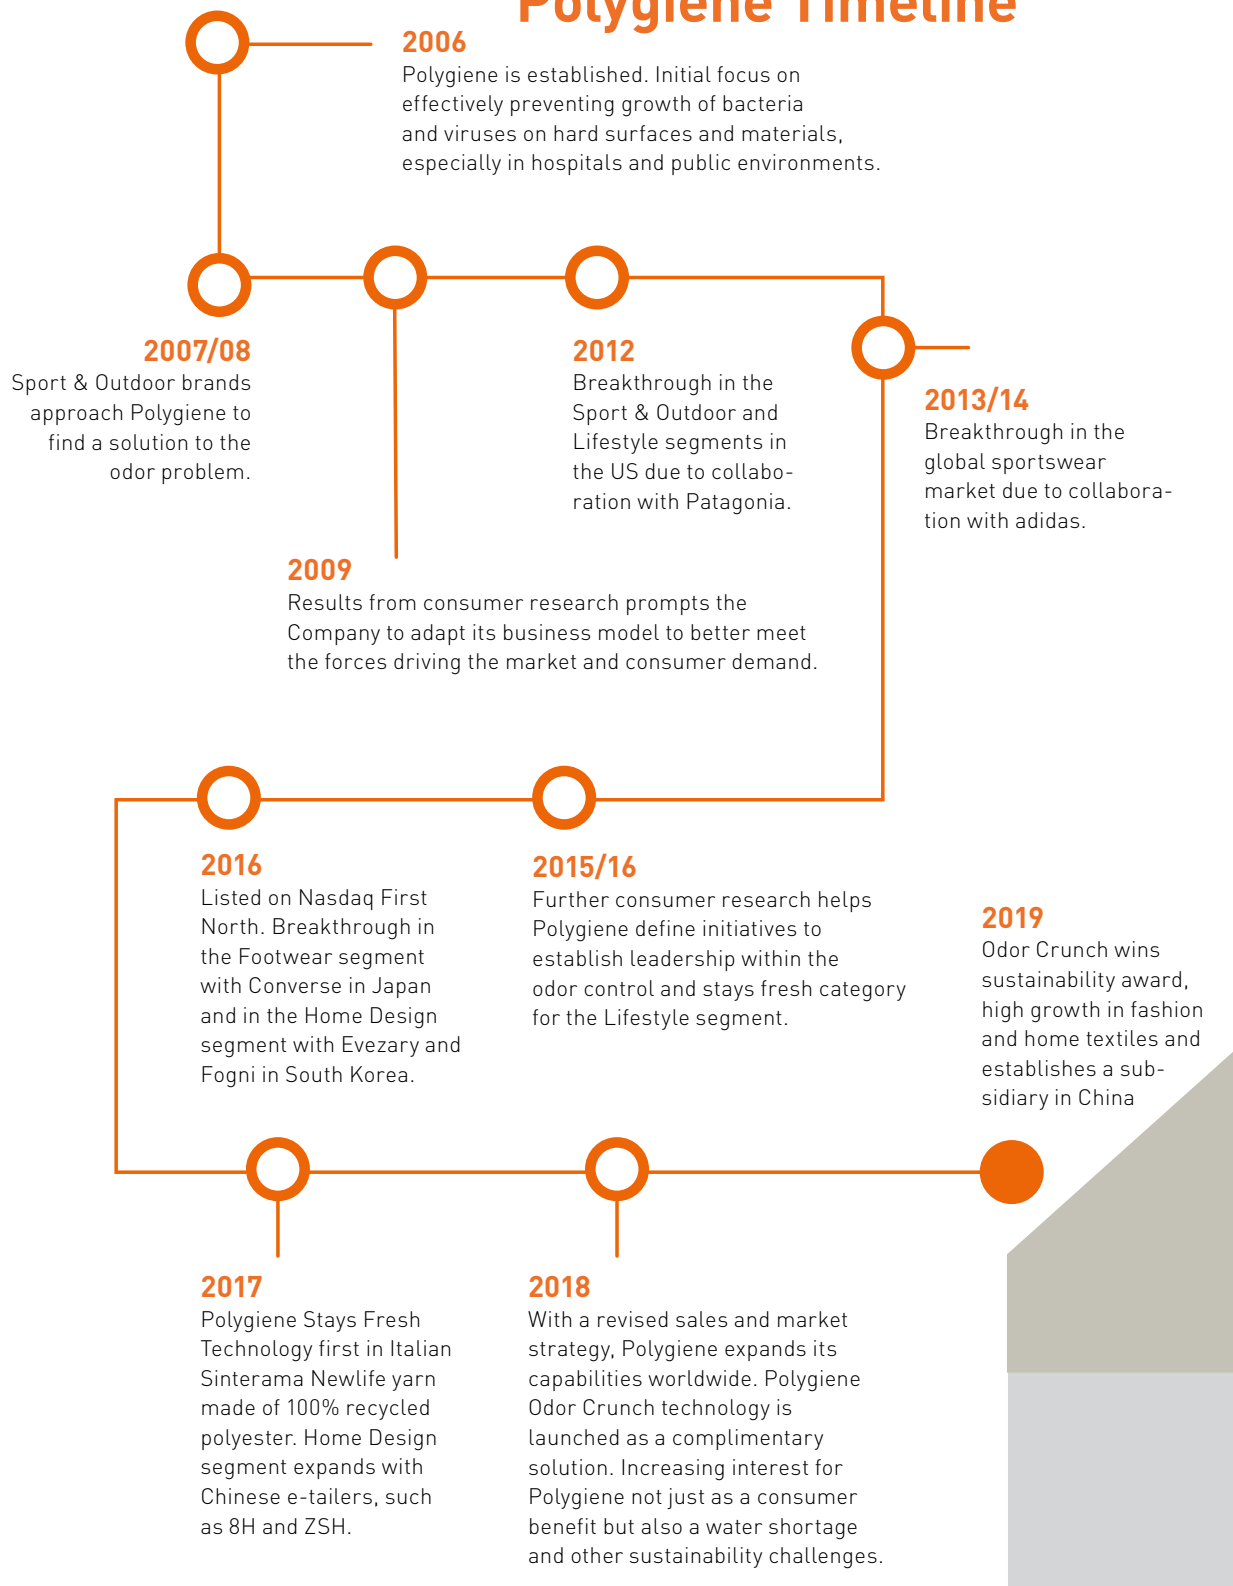 Polygiene Timeline
2006
Polygiene is established. Initial focus on
effectively preventing growth of bacteria
and viruses on hard surfaces and materials,
especially in hospitals and public environments.
2007/08
Sport & Outdoor brands
approach Polygiene to
find a solution to the
odor problem.
2009
Results from consumer research prompts the
Company to adapt its business model to better meet
the forces driving the market and consumer demand.
2012
Breakthrough in the
Sport & Outdoor and
Lifestyle segments in
the US due to collabo-
ration with Patagonia.
2013/14
Breakthrough in the
global sportswear
market due to collabora-
tion with adidas.
2015/16
Further consumer research helps
Polygiene define initiatives to
establish leadership within the
odor control and stays fresh category
for the Lifestyle segment.
2016
Listed on Nasdaq First
North. Breakthrough in
the Footwear segment
with Converse in Japan
and in the Home Design
segment with Evezary and
Fogni in South Korea.
2017
Polygiene Stays Fresh
Technology first in Italian
Sinterama Newlife yarn
made of 100% recycled
polyester. Home Design
segment expands with
Chinese e-tailers, such
as 8H and ZSH.
2018
With a revised sales and market
strategy, Polygiene expands its
capabilities worldwide. Polygiene
Odor Crunch technology is
launched as a complimentary
solution. Increasing interest for
Polygiene not just as a consumer
benefit but also a water shortage
and other sustainability challenges.
2019
Odor Crunch wins
sustainability award,
high growth in fashion
and home textiles and
establishes a sub-
sidiary in China